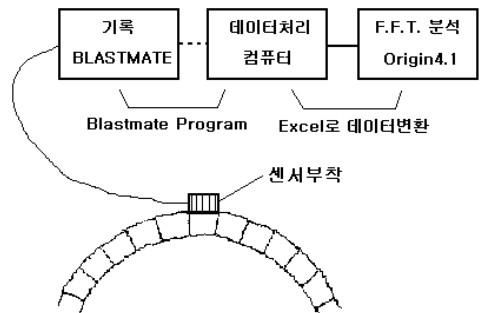 기록
BLASTMATE
데이터처리
컴퓨터
F.F.T. 분석
Origin4.1
Blastmate Program
Excel로 데이터변환
센서부착